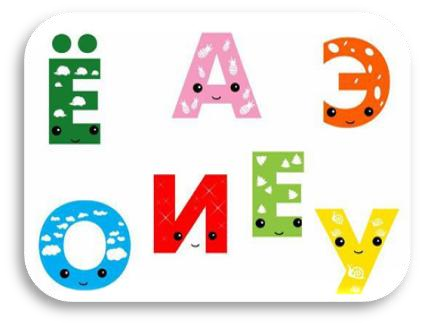 Ё А Э
О И Е У